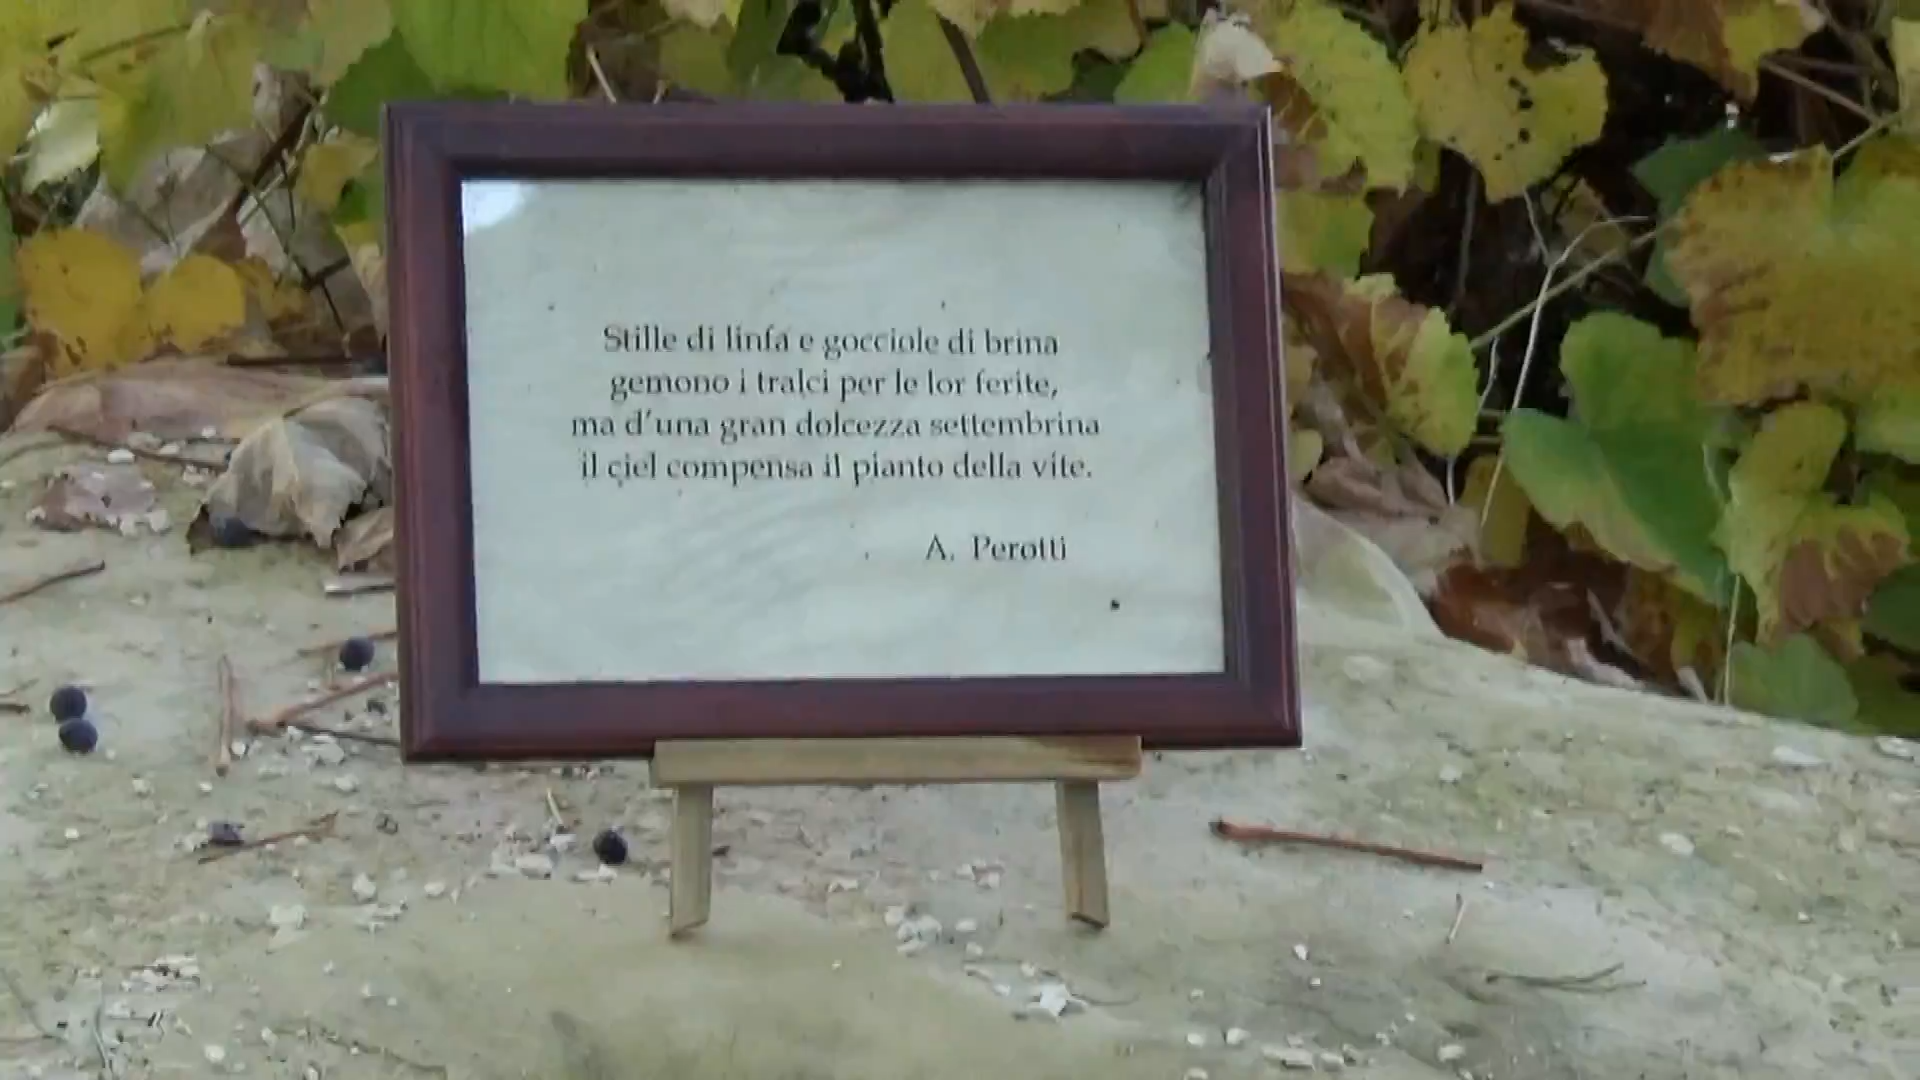 Stille di linfa e gocciole di brina
gemono i tralci per le lor ferite,
ma d'una gran dolcezza settembrina
il ciel compensa il pianto della vite.
A. Perotti